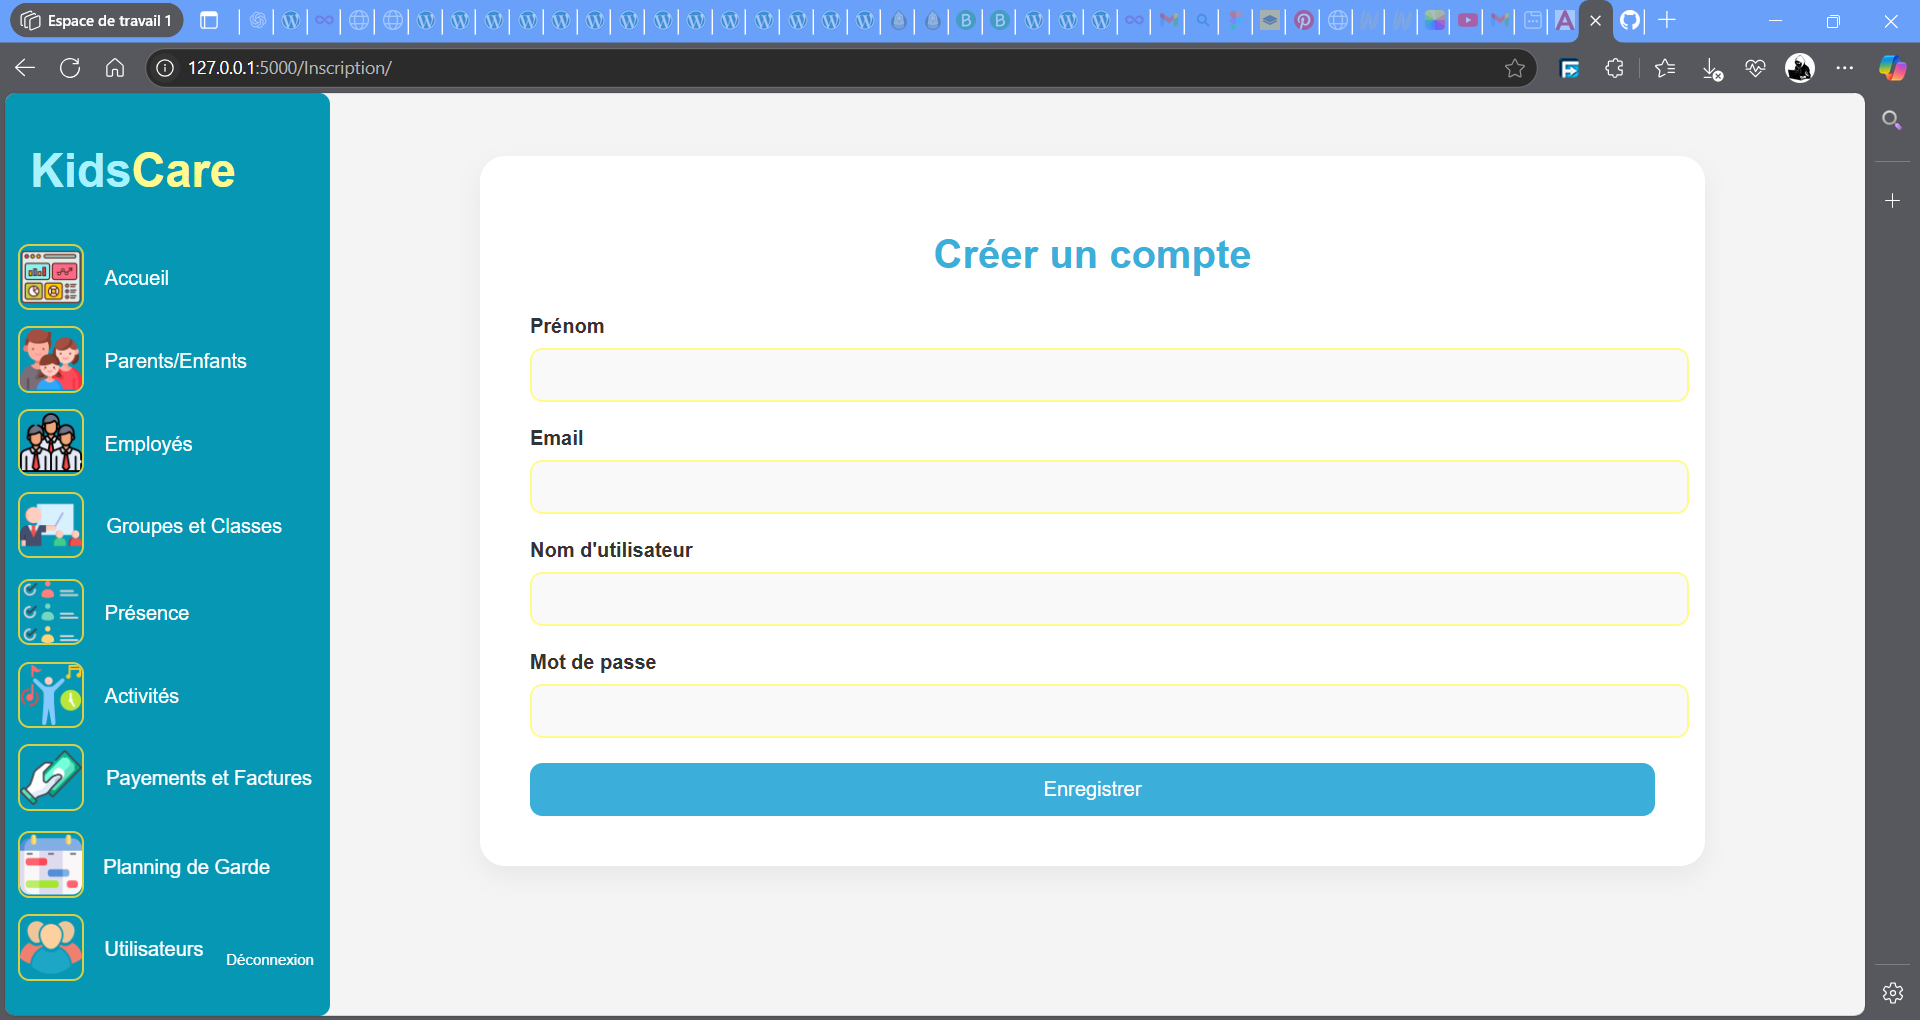 Espace de travail 1
127.0.0.1:5000/Inscription/
KidsCare
Accueil
Parents/Enfants
Employés
Groupes et Classes
Présence
Activités
Payements et Factures
Planning de Garde
Utilisateurs
Déconnexion
Créer un compte
Prénom
Email
Nom d'utilisateur
Mot de passe
Enregistrer